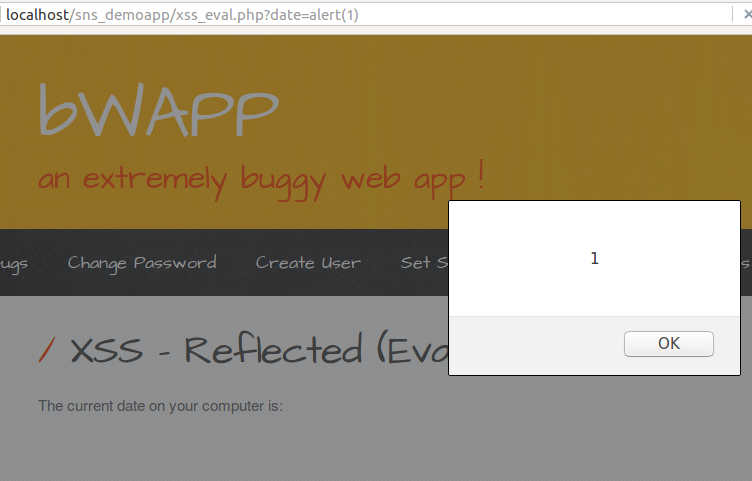 localhost/sns_demoapp/xss_eval.php?date=alert(1)
bWAPP
an extremely buggy web app !
ugs Change Password Create User Set S s
1
OK
/ XSS - Reflected (Eva
The current date on your computer is: